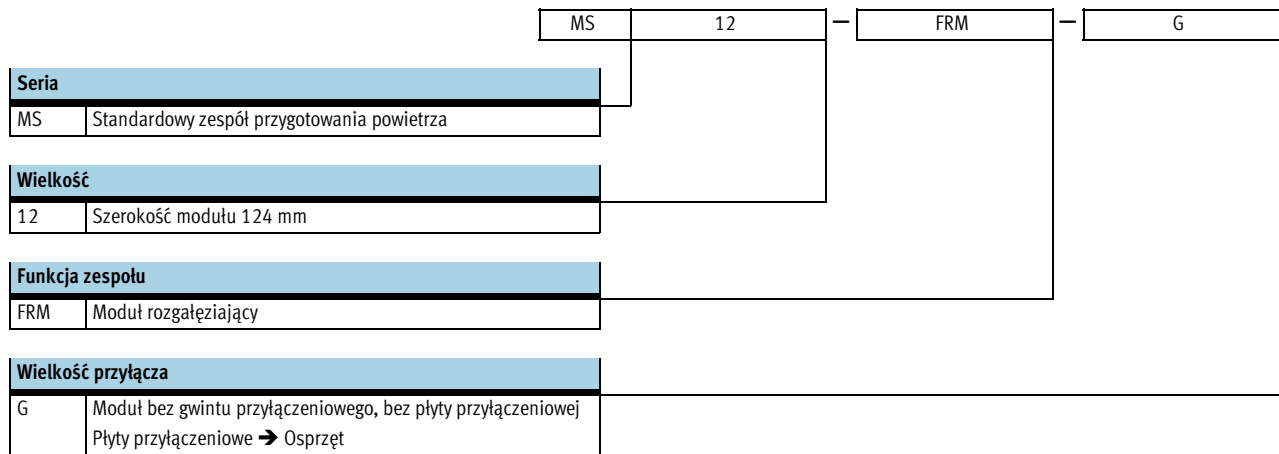 MS 12 – FRM – G
Seria
MS Standardowy zespół przygotowania powietrza
Wielkość
12 Szerokość modułu 124 mm
Funkcja zespołu
FRM Moduł rozgałęziający
Wielkość przyłącza
G Moduł bez gwintu przyłączeniowego, bez płyty przyłączeniowej
Płyty przyłączeniowe ➔ Osprzęt